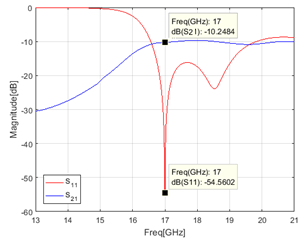 0
-10
-20
-30
-40
-50
-60
Magnitude[dB]
Freq(GHz): 17
dB(S21): -10.2484
Freq(GHz): 17
dB(S11): -54.5602
S11
S21
13 14 15 16 17 18 19 20 21
Freq[GHz]